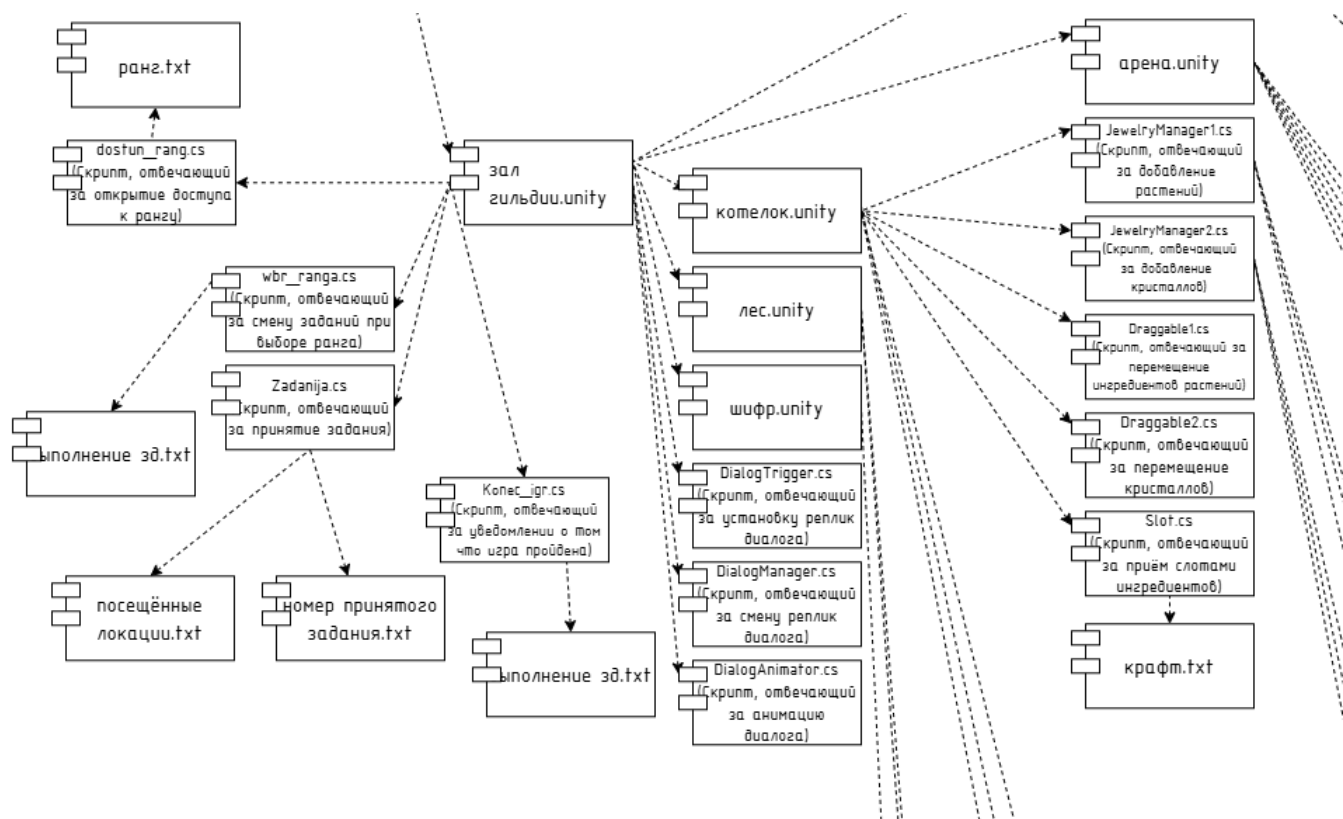 ранг.txt
dostun_rang.cs
(Скрипт, отвечающий
за открытие доступа
к рангу)
зал
гильдии.unity
wbr_ranga.cs
(Скрипт, отвечающий
за смену заданий при
выборе ранга)
Zadanija.cs
(Скрипт, отвечающий
за принятие задания)
ыполнение зд.txt
посещённые
локации.txt
номер принятого
задания.txt
Konec_igr.cs
(Скрипт, отвечающий
за уведомлении о том
что игра пройдена)
ыполнение зд.txt
котелок.unity
лес.unity
шифр.unity
DialogTrigger.cs
(Скрипт, отвечающий
за установку реплик
диалога)
DialogManager.cs
(Скрипт, отвечающий
за смену реплик
диалога)
DialogAnimator.cs
(Скрипт, отвечающий
за анимацию
диалога)
арена.unity
JewelryManager1.cs
(Скрипт, отвечающий
за добавление
растений)
JewelryManager2.cs
(Скрипт, отвечающий
за добавление
кристаллов)
Draggable1.cs
(Скрипт, отвечающий за
перемещение
ингредиентов растений)
Draggable2.cs
(Скрипт, отвечающий
за перемещение
кристаллов)
Slot.cs
(Скрипт, отвечающий
за приём слотами
ингредиентов)
крафт.txt